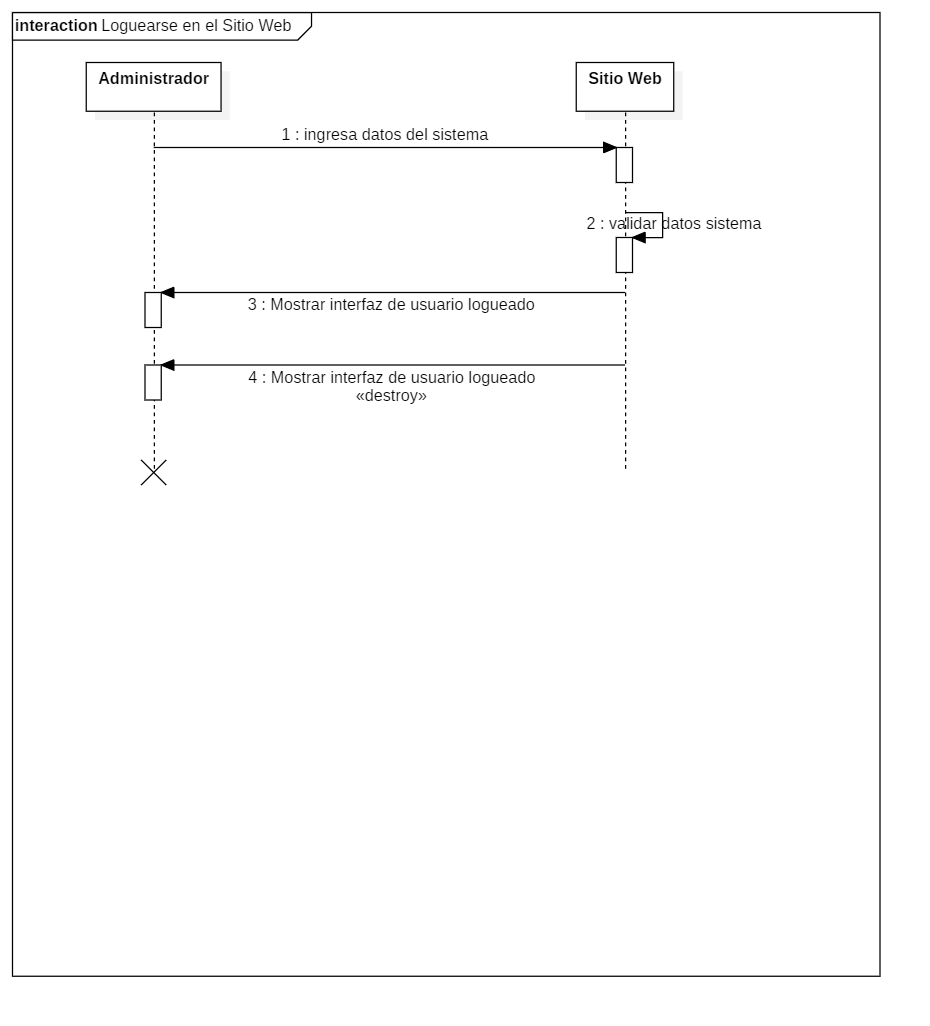 interaction Loguearse en el Sitio Web
Administrador
Sitio Web
1 : ingresa datos del sistema
2 : validar datos sistema
3 : Mostrar interfaz de usuario logueado
4 : Mostrar interfaz de usuario logueado
«destroy»